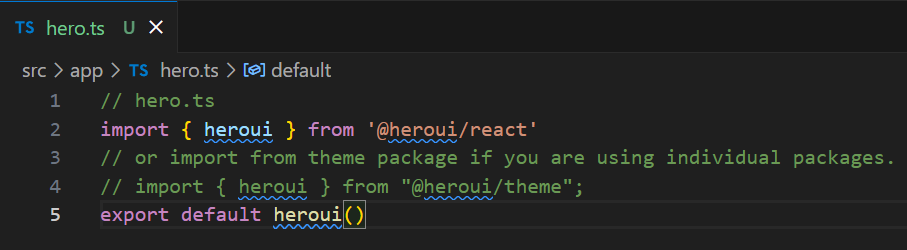 TS hero.ts U ×
src > app > TS hero.ts > default
1 // hero.ts
2 import { heroui } from '@heroui/react'
3 // or import from theme package if you are using individual packages.
4 // import { heroui } from "@heroui/theme";
5 export default heroui()